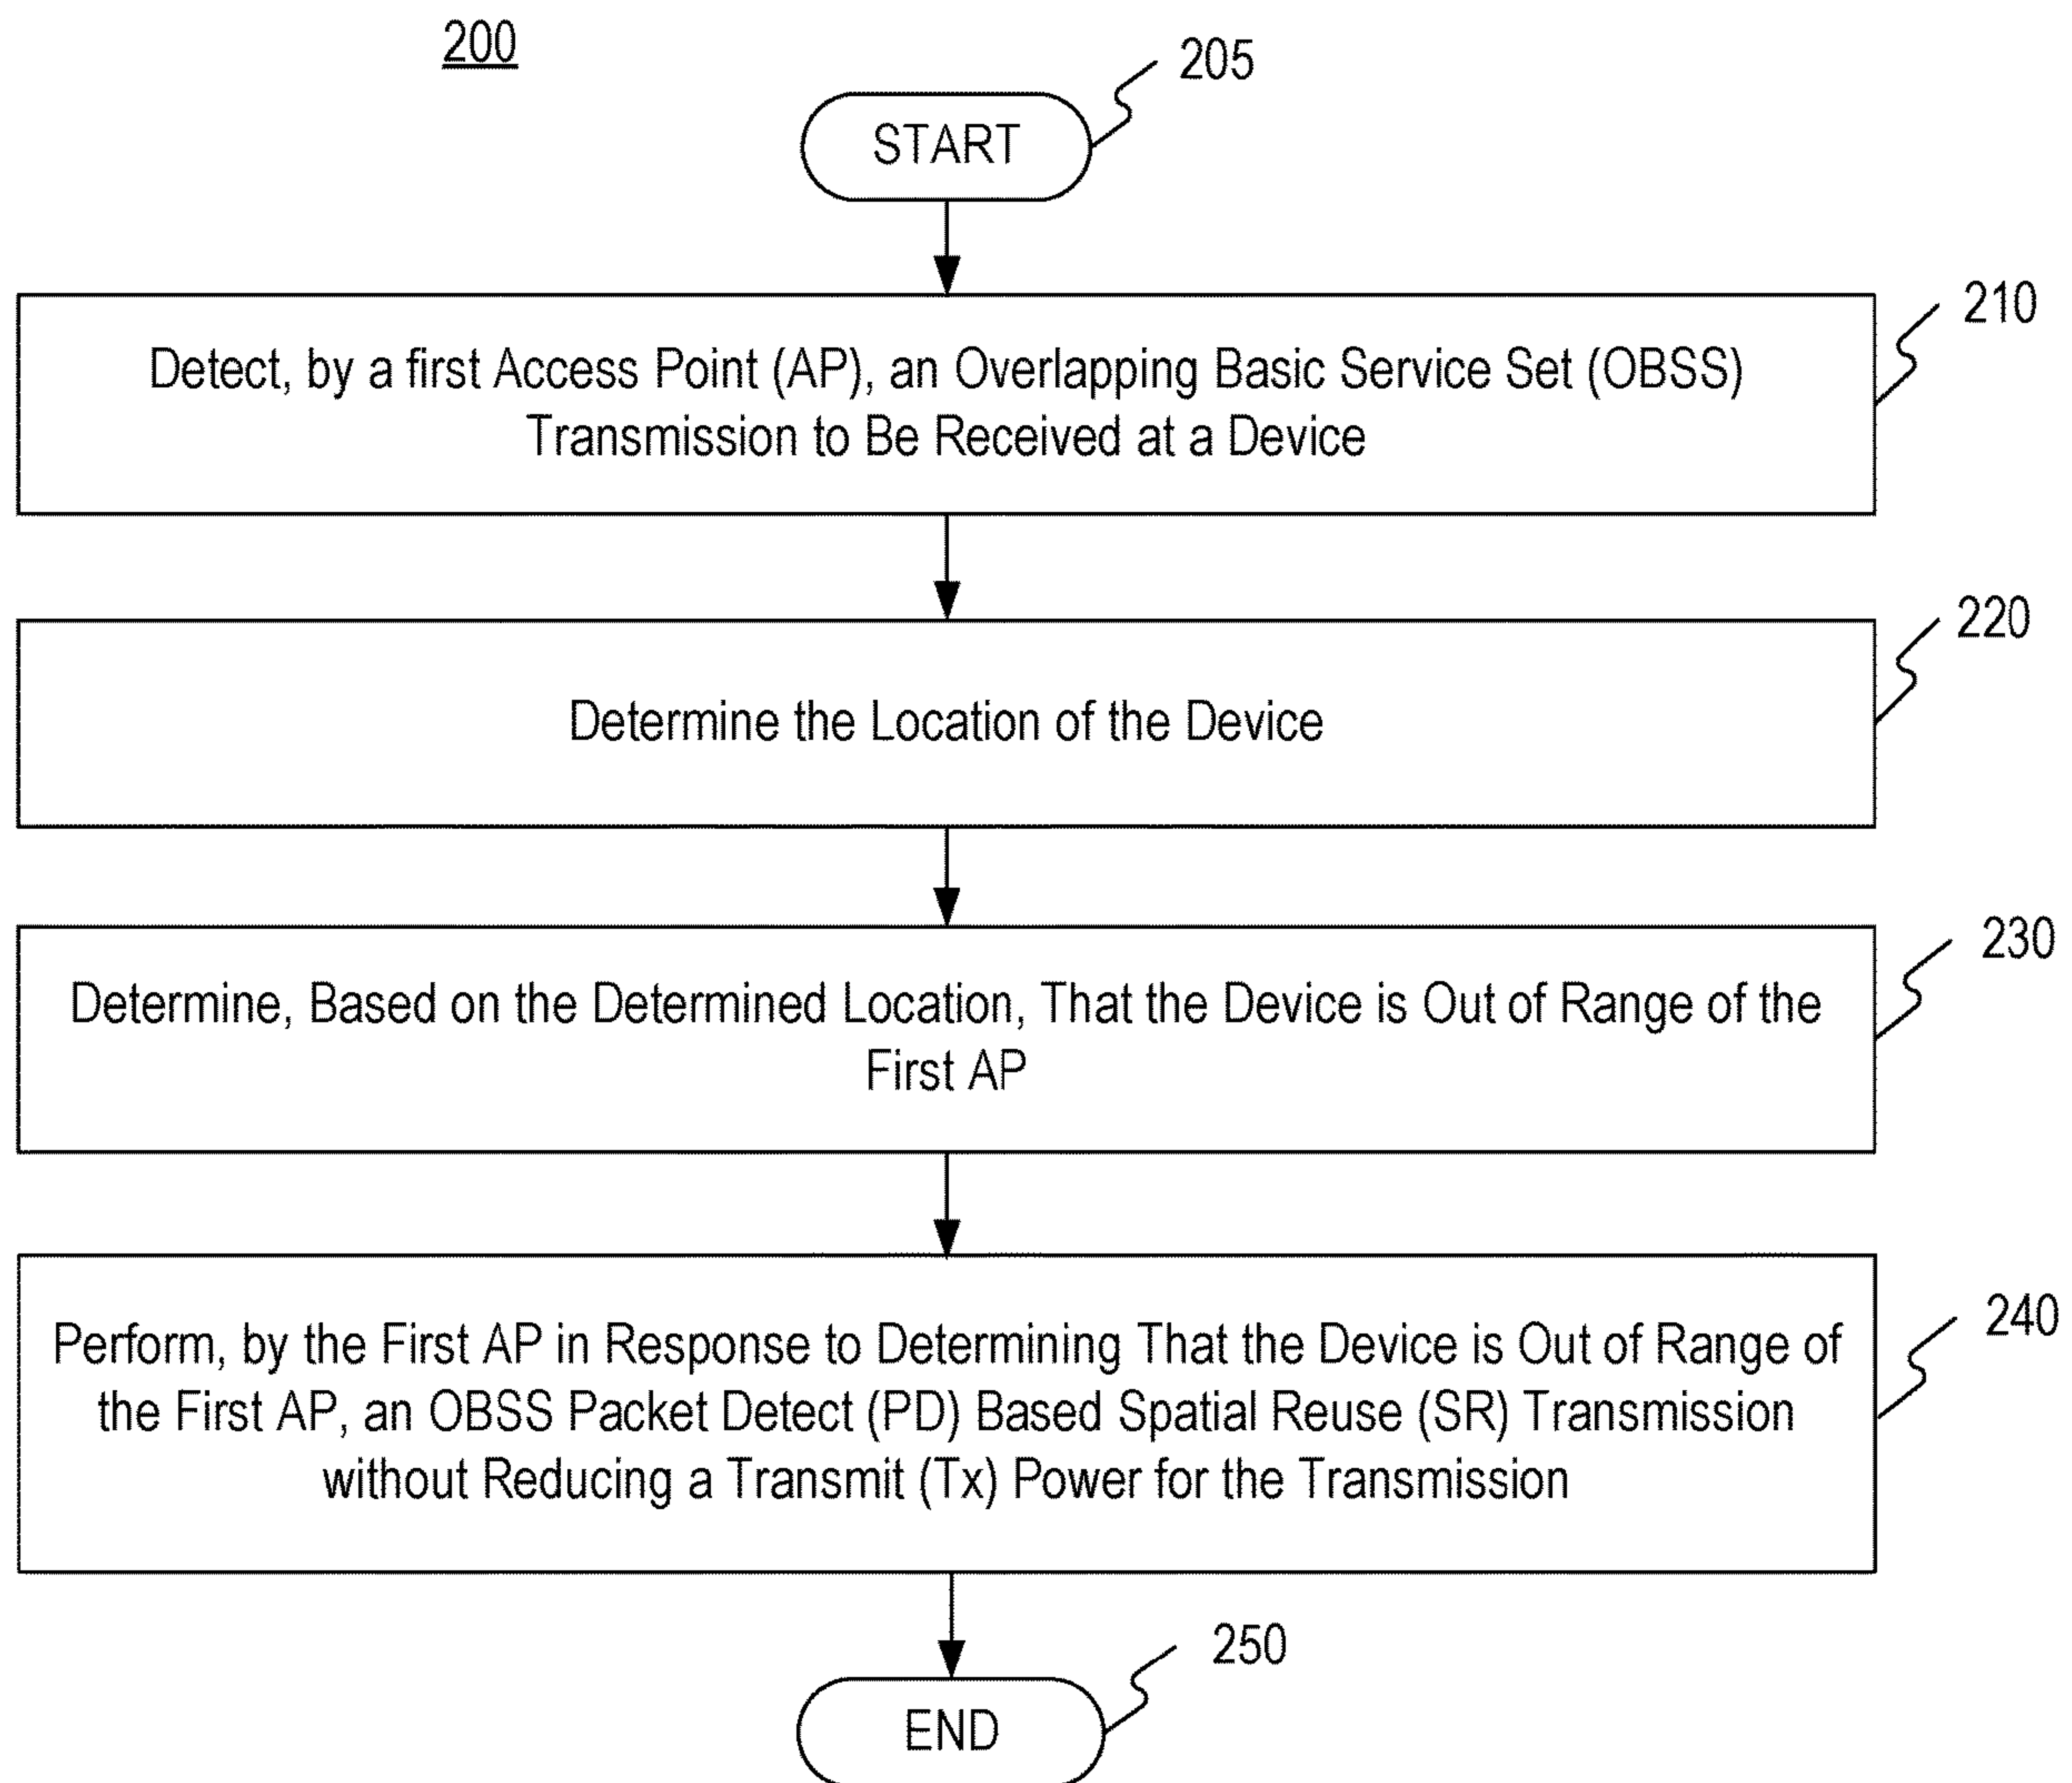 200
205
START
210
Detect, by a first Access Point (AP), an Overlapping Basic Service Set (OBSS)
Transmission to Be Received at a Device
220
Determine the Location of the Device
230
Determine, Based on the Determined Location, That the Device is Out of Range of the
First AP
240
Perform, by the First AP in Response to Determining That the Device is Out of Range of
the First AP, an OBSS Packet Detect (PD) Based Spatial Reuse (SR) Transmission
without Reducing a Transmit (Tx) Power for the Transmission
250
END